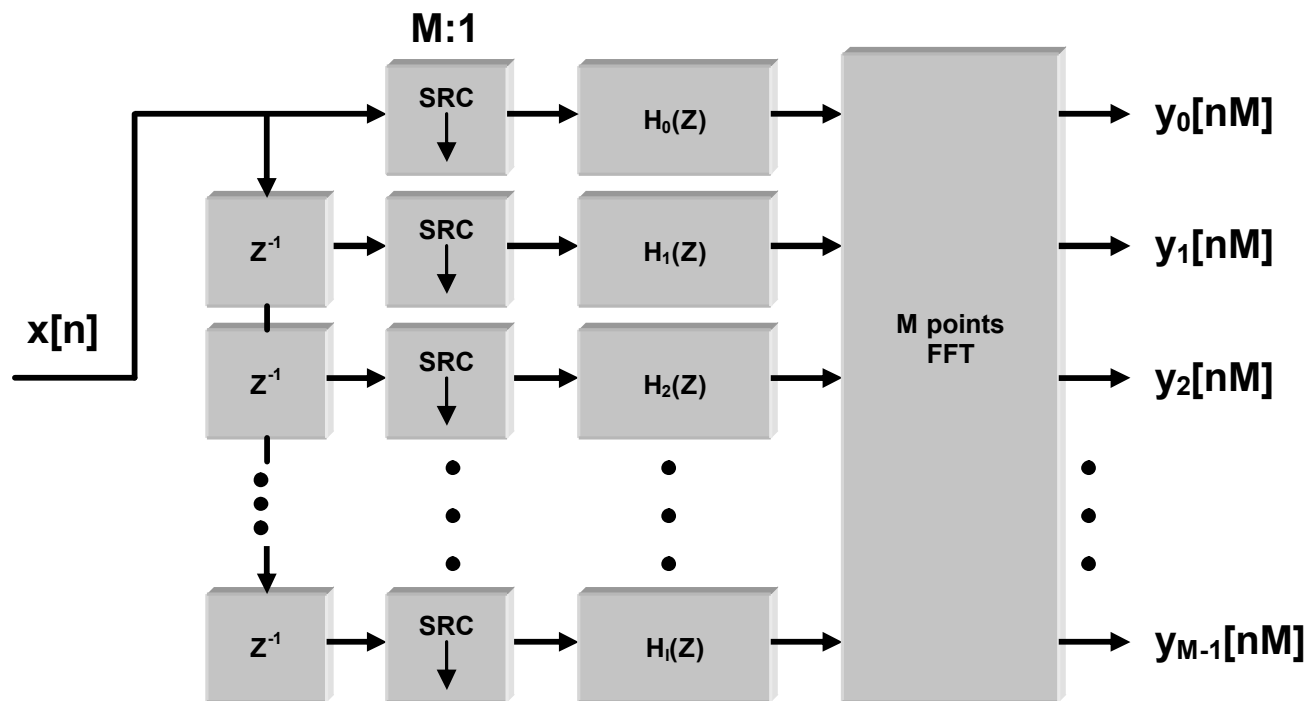 M:1
SRC
H₀(Z)
y₀[nM]
Z⁻¹
SRC
H₁(Z)
y₁[nM]
x[n]
Z⁻¹
SRC
H₂(Z)
M points
FFT
y₂[nM]
Z⁻¹
SRC
Hₗ(Z)
yM-1[nM]